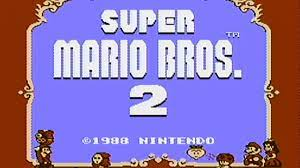 SUPER
MARIO BROS.
2
©1988 NINTENDO